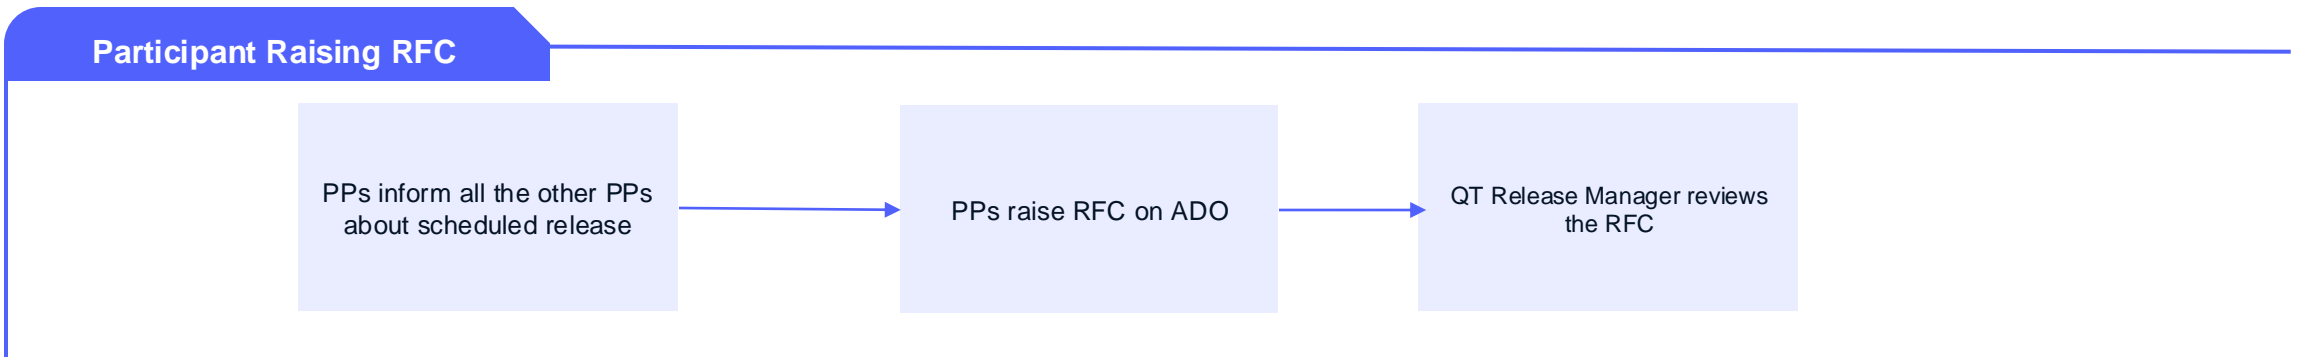 Participant Raising RFC
PPs inform all the other PPs
about scheduled release
PPs raise RFC on ADO
QT Release Manager reviews
the RFC